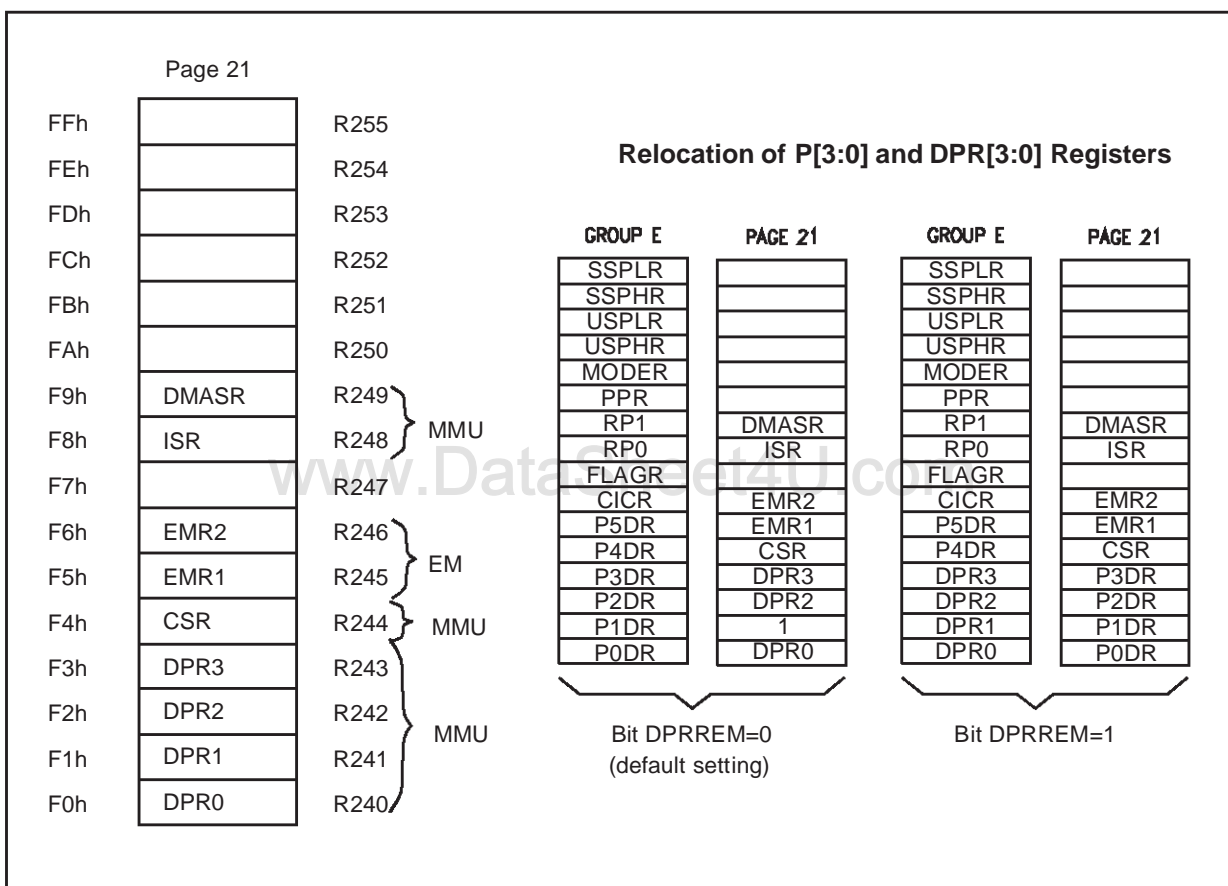 Page 21
FFh R255
FEh R254
FDh R253
FCh R252
FBh R251
FAh R250
F9h DMASR R249
F8h ISR R248
MMU
F7h R247
F6h EMR2 R246
F5h EMR1 R245
EM
F4h CSR R244 MMU
F3h DPR3 R243
F2h DPR2 R242
F1h DPR1 R241
F0h DPR0 R240
MMU
Relocation of P[3:0] and DPR[3:0] Registers
GROUP E PAGE 21 GROUP E PAGE 21
SSPLR SSPLR
SSPHR SSPHR
USPLR USPLR
USPHR USPHR
MODER MODER
PPR PPR
RP1 DMASR RP1 DMASR
RP0 ISR RP0 ISR
FLAGR FLAGR
CICR EMR2 CICR EMR2
P5DR EMR1 P5DR EMR1
P4DR CSR P4DR CSR
P3DR DPR3 DPR3 P3DR
P2DR DPR2 DPR2 P2DR
P1DR 1 DPR1 P1DR
P0DR DPR0 DPR0 P0DR
Bit DPRREM=0 Bit DPRREM=1
(default setting)
www.DataSheet4U.com